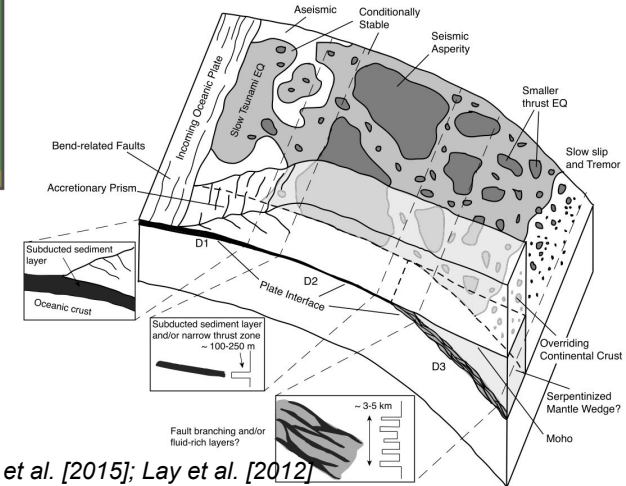 Aseismic
Conditionally
Stable
Seismic
Asperity
Smaller
thrust EQ
Slow slip
and Tremor
Incoming Oceanic Plate
Slow Tsunami EQ
Bend-related Faults
Accretionary Prism
D1
D2
D3
Plate Interface
Subducted sediment
layer
Oceanic crust
Subducted sediment layer
and/or narrow thrust zone
~ 100-250 m
Fault branching and/or
fluid-rich layers?
~ 3-5 km
Overriding
Continental Crust
Serpentinized
Mantle Wedge?
Moho
et al. [2015]; Lay et al. [2012]